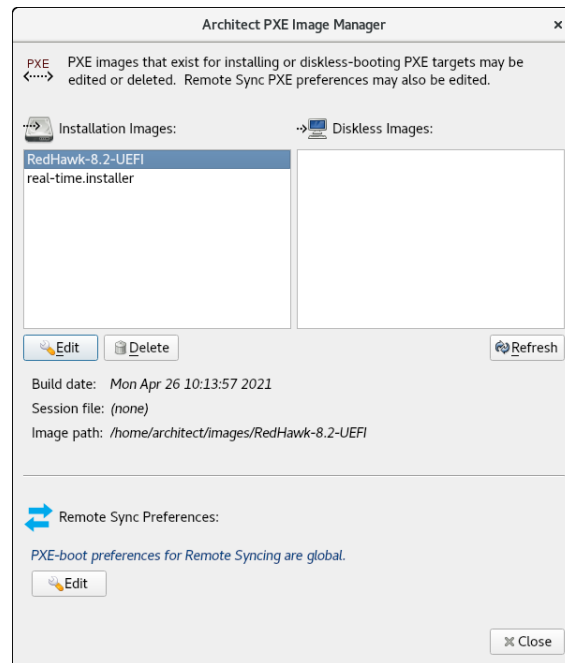 Architect PXE Image Manager
×
PXE
PXE images that exist for installing or diskless-booting PXE targets may be
edited or deleted. Remote Sync PXE preferences may also be edited.
Installation Images:
Diskless Images:
RedHawk-8.2-UEFI
real-time.installer
Edit
Delete
Refresh
Build date: Mon Apr 26 10:13:57 2021
Session file: (none)
Image path: /home/architect/images/RedHawk-8.2-UEFI
Remote Sync Preferences:
PXE-boot preferences for Remote Syncing are global.
Edit
Close